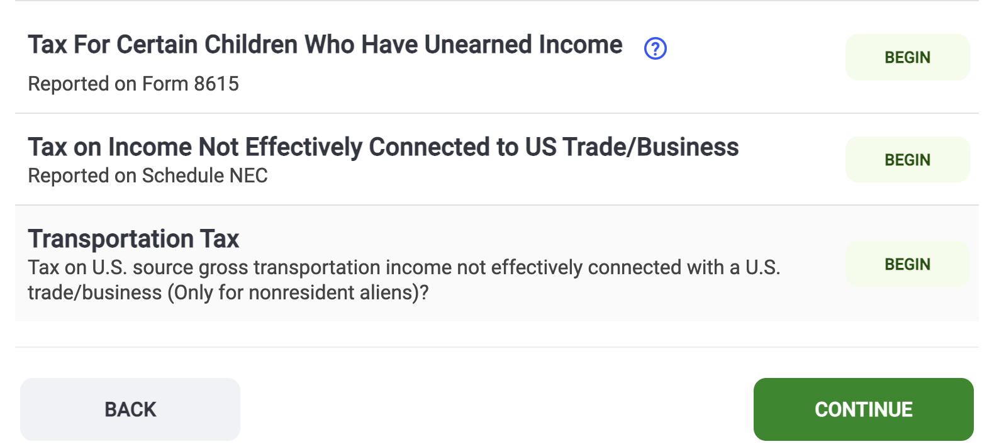 Tax For Certain Children Who Have Unearned Income
Reported on Form 8615
BEGIN
Tax on Income Not Effectively Connected to US Trade/Business
Reported on Schedule NEC
BEGIN
Transportation Tax
Tax on U.S. source gross transportation income not effectively connected with a U.S.
trade/business (Only for nonresident aliens)?
BEGIN
BACK
CONTINUE